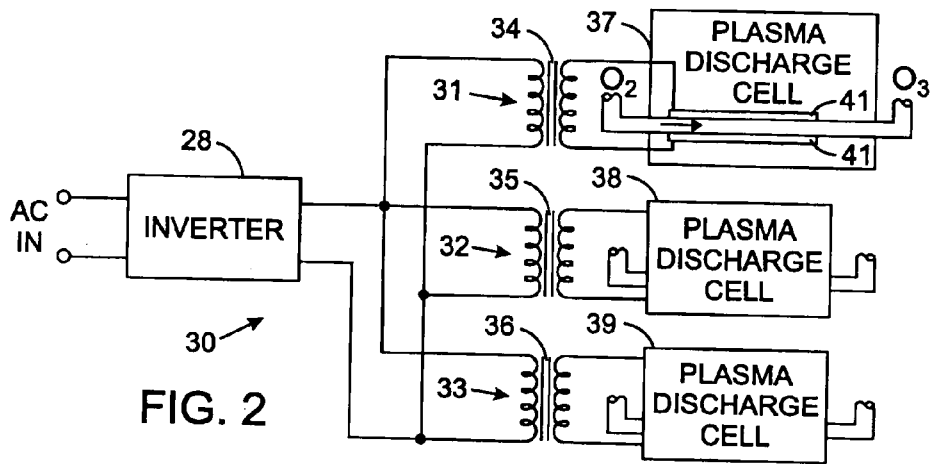 34
37
PLASMA
DISCHARGE
CELL
O2
O3
31
41
41
28
AC
IN
INVERTER
35
38
32
PLASMA
DISCHARGE
CELL
30
36
39
33
PLASMA
DISCHARGE
CELL
FIG. 2